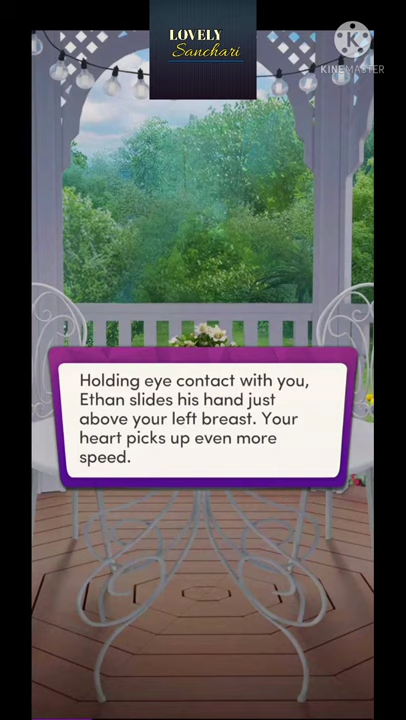 LOVELY
Sanchari
KINEMASTER
Holding eye contact with you,
Ethan slides his hand just
above your left breast. Your
heart picks up even more
speed.